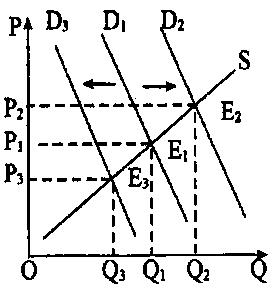 P D₃ D₁ D₂
S
P₂ E₂
P₁ E₁
P₃ E₃
O Q₃ Q₁ Q₂ Q